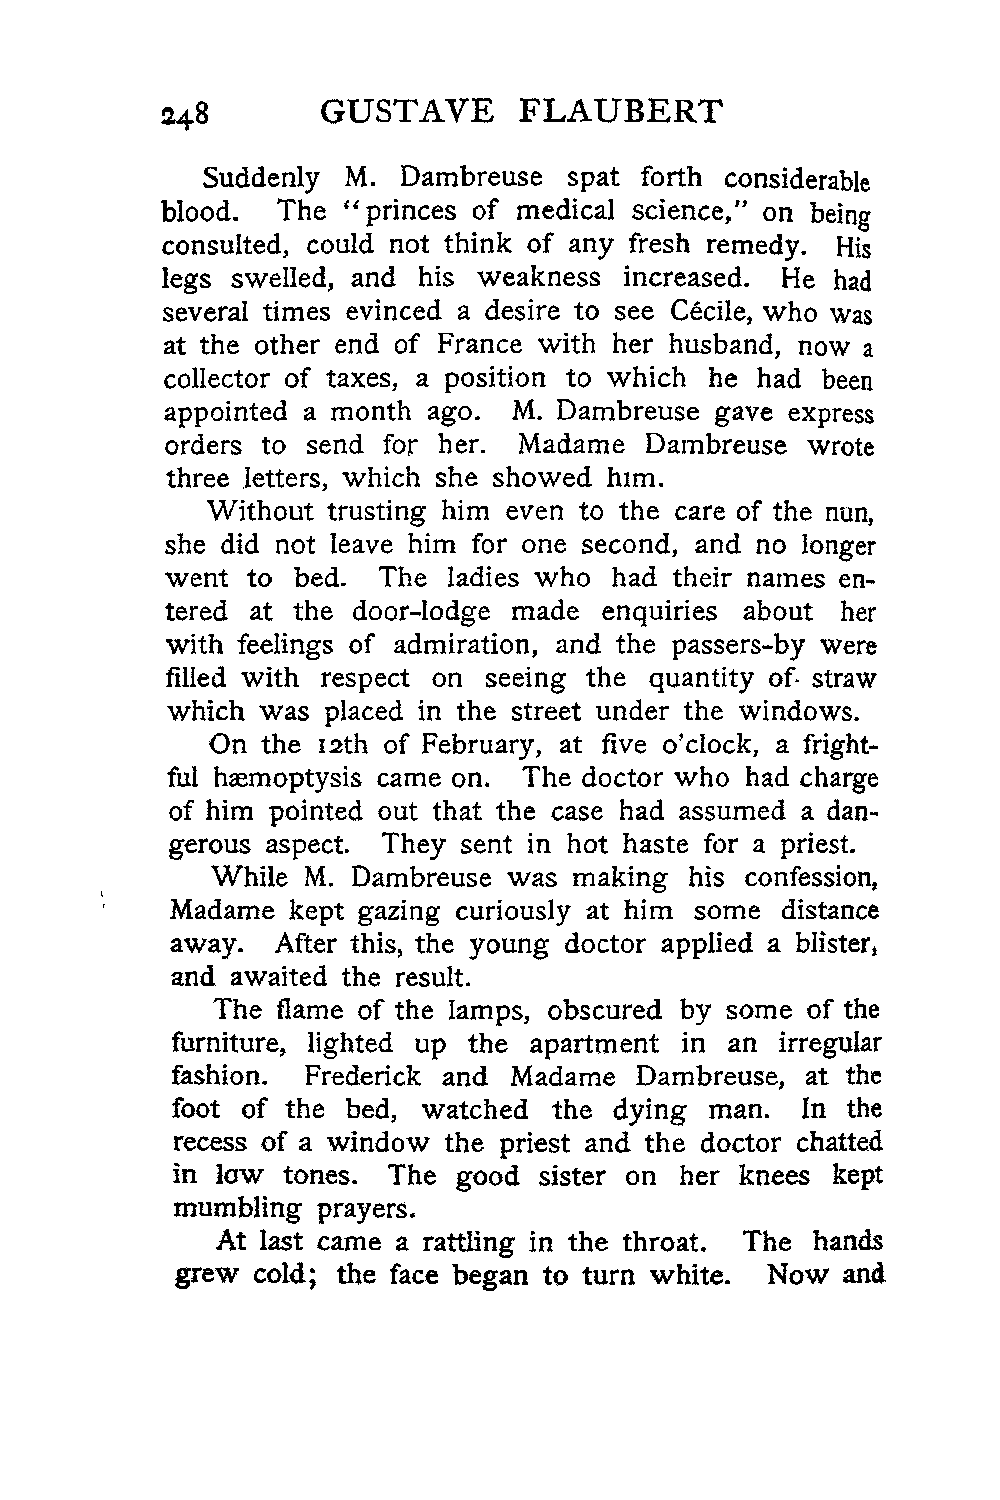 248 GUSTAVE FLAUBERT
Suddenly M. Dambreuse spat forth considerable
blood. The “princes of medical science,” on being
consulted, could not think of any fresh remedy. His
legs swelled, and his weakness increased. He had
several times evinced a desire to see Cécile, who was
at the other end of France with her husband, now a
collector of taxes, a position to which he had been
appointed a month ago. M. Dambreuse gave express
orders to send for her. Madame Dambreuse wrote
three letters, which she showed him.
Without trusting him even to the care of the nun,
she did not leave him for one second, and no longer
went to bed. The ladies who had their names en-
tered at the door-lodge made enquiries about her
with feelings of admiration, and the passers-by were
filled with respect on seeing the quantity of straw
which was placed in the street under the windows.
On the 12th of February, at five o’clock, a fright-
ful hæmoptysis came on. The doctor who had charge
of him pointed out that the case had assumed a dan-
gerous aspect. They sent in hot haste for a priest.
While M. Dambreuse was making his confession,
Madame kept gazing curiously at him some distance
away. After this, the young doctor applied a blister,
and awaited the result.
The flame of the lamps, obscured by some of the
furniture, lighted up the apartment in an irregular
fashion. Frederick and Madame Dambreuse, at the
foot of the bed, watched the dying man. In the
recess of a window the priest and the doctor chatted
in low tones. The good sister on her knees kept
mumbling prayers.
At last came a rattling in the throat. The hands
grew cold; the face began to turn white. Now and